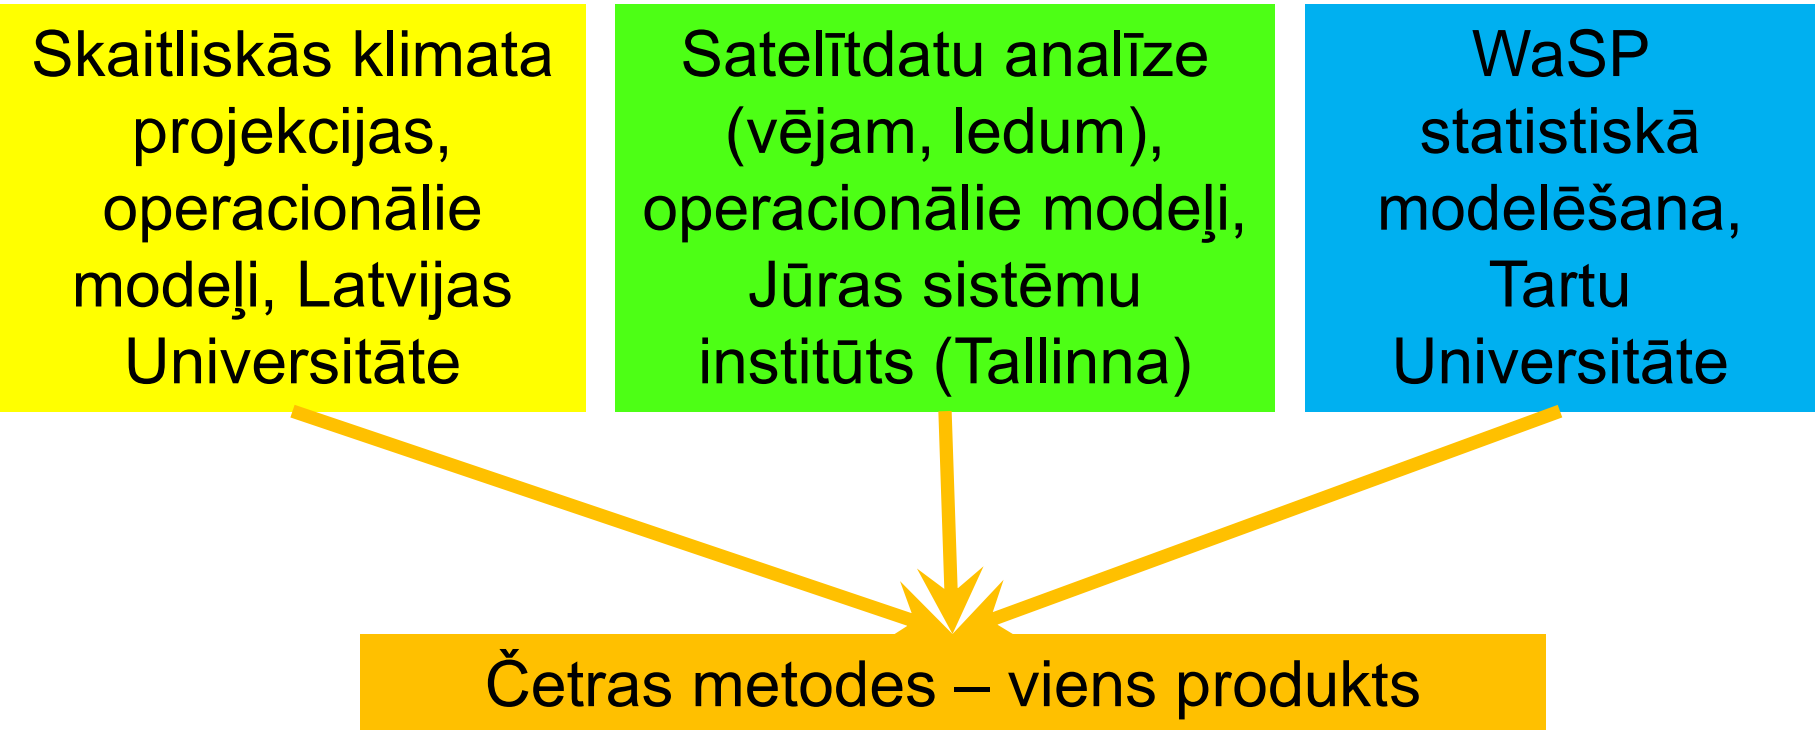 Skaitliskās klimata
projekcijas,
operacionālie
modeļi, Latvijas
Universitāte
Satelītdatu analīze
(vējam, ledum),
operacionālie modeļi,
Jūras sistēmu
institūts (Tallinna)
WaSP
statistiskā
modelēšana,
Tartu
Universitāte
Četras metodes – viens produkts